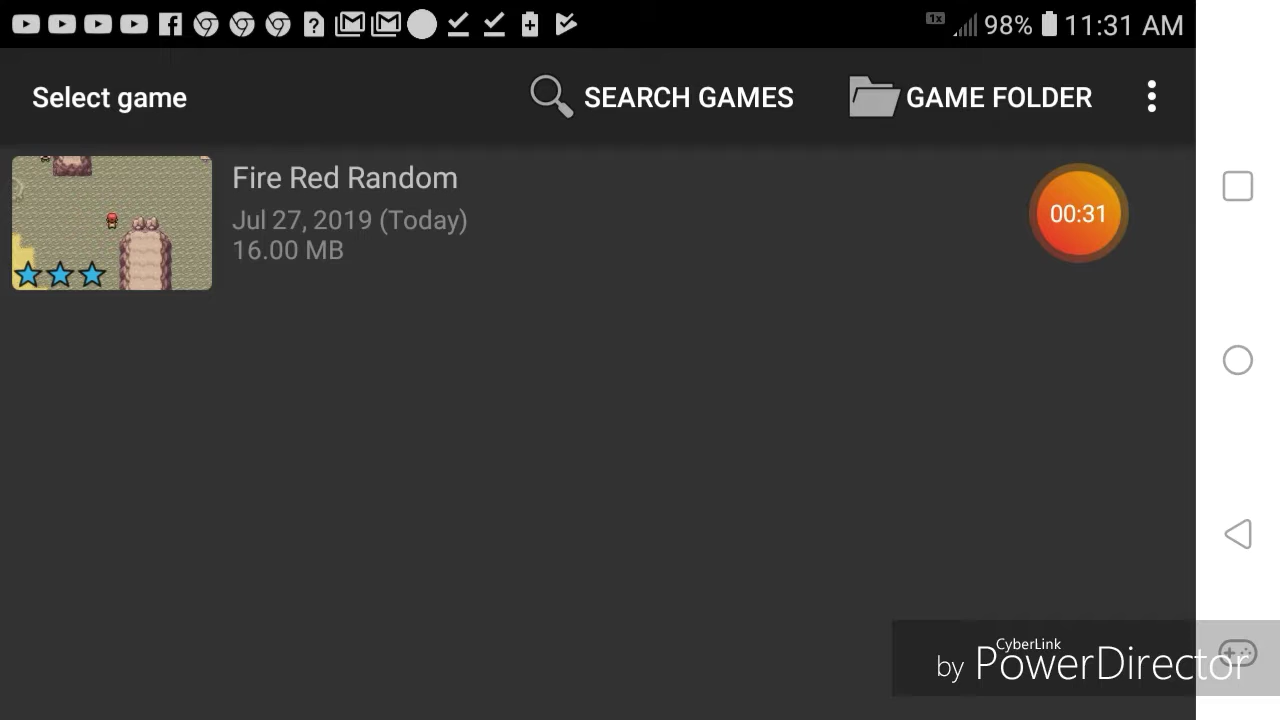 1x 98% 11:31 AM
Select game
SEARCH GAMES
GAME FOLDER
Fire Red Random
Jul 27, 2019 (Today)
16.00 MB
00:31
CyberLink
by PowerDirector